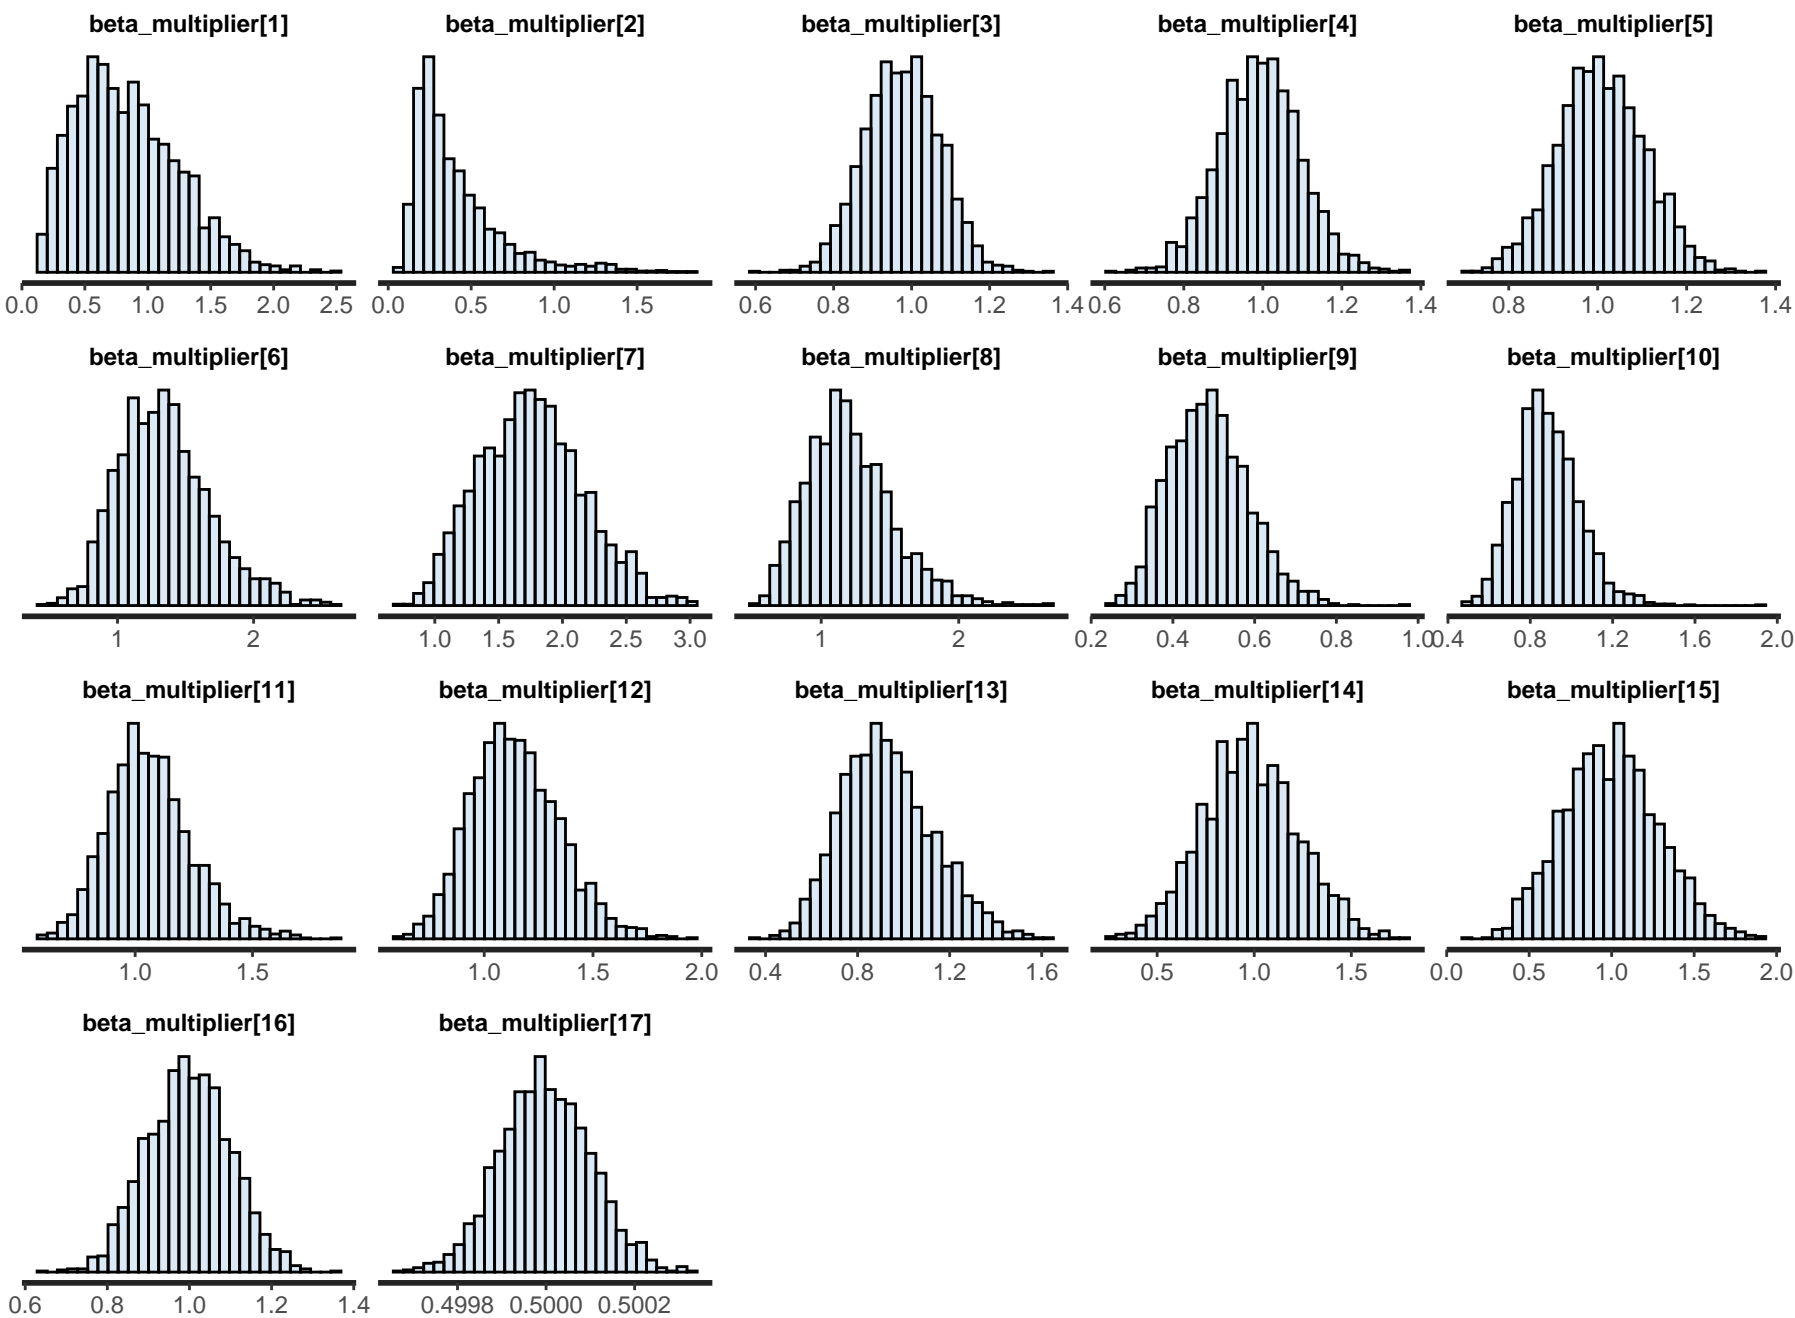 beta_multiplier[1] beta_multiplier[2] beta_multiplier[3] beta_multiplier[4] beta_multiplier[5]
0.0 0.5 1.0 1.5 2.0 2.5 0.0 0.5 1.0 1.5 0.6 0.8 1.0 1.2 1.4 0.6 0.8 1.0 1.2 1.4 0.8 1.0 1.2 1.4
beta_multiplier[6] beta_multiplier[7] beta_multiplier[8] beta_multiplier[9] beta_multiplier[10]
1 2 1.0 1.5 2.0 2.5 3.0 1 2 0.2 0.4 0.6 0.8 1.0 0.4 0.8 1.2 1.6 2.0
beta_multiplier[11] beta_multiplier[12] beta_multiplier[13] beta_multiplier[14] beta_multiplier[15]
1.0 1.5 1.0 1.5 2.0 0.4 0.8 1.2 1.6 0.5 1.0 1.5 0.0 0.5 1.0 1.5 2.0
beta_multiplier[16] beta_multiplier[17]
0.6 0.8 1.0 1.2 1.4 0.4998 0.5000 0.5002